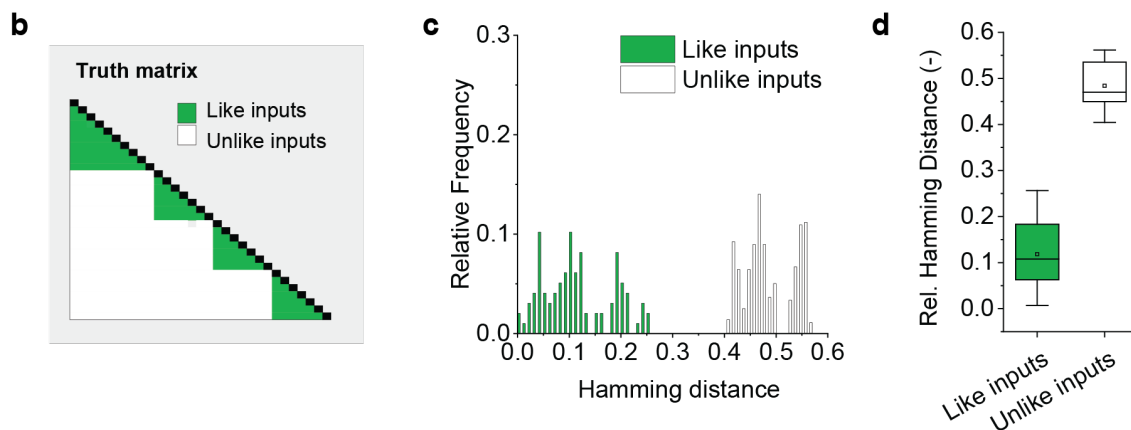 b
Truth matrix
Like inputs
Unlike inputs
c
Like inputs
Unlike inputs
Relative Frequency
0.3
0.2
0.1
0.0
0.0 0.1 0.2 0.3 0.4 0.5 0.6
Hamming distance
d
Rel. Hamming Distance (-)
0.6
0.5
0.4
0.3
0.2
0.1
0.0
Like inputs
Unlike inputs